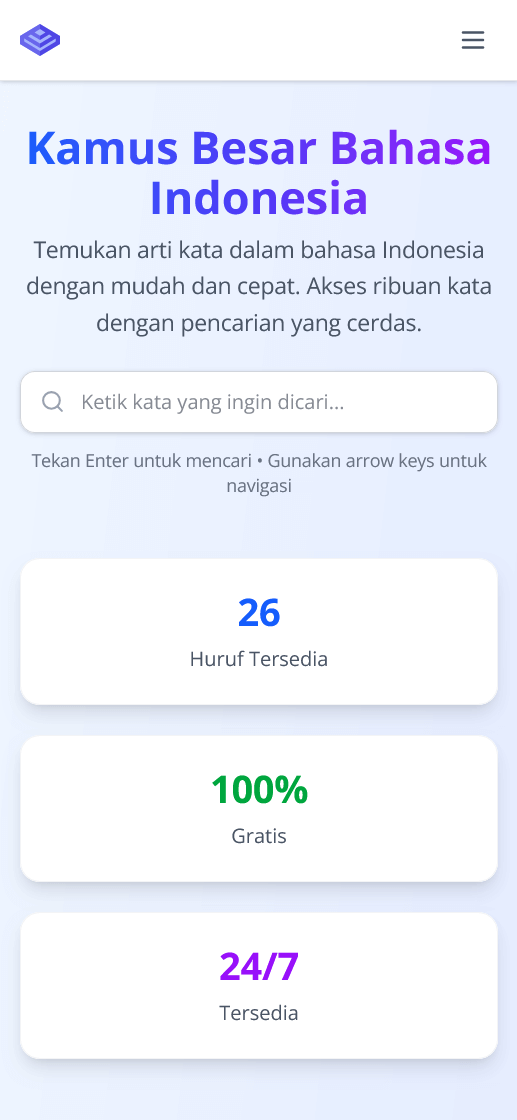 Kamus Besar Bahasa
Indonesia
Temukan arti kata dalam bahasa Indonesia
dengan mudah dan cepat. Akses ribuan kata
dengan pencarian yang cerdas.
Ketik kata yang ingin dicari...
Tekan Enter untuk mencari • Gunakan arrow keys untuk
navigasi
26
Huruf Tersedia
100%
Gratis
24/7
Tersedia